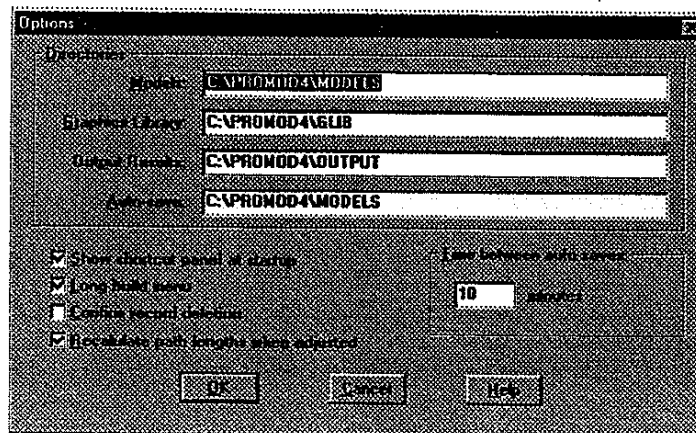 Options
Directories
Models: C:\PROMOD4\MODELS
Graphics Library: C:\PROMOD4\GLIB
Output Results: C:\PROMOD4\OUTPUT
Auto-save: C:\PROMOD4\MODELS
Show shortcut panel at startup
Long build menu
Confirm record deletion
Recalculate path lengths when adjusted
Time between auto saves:
10 minutes
OK Cancel Help